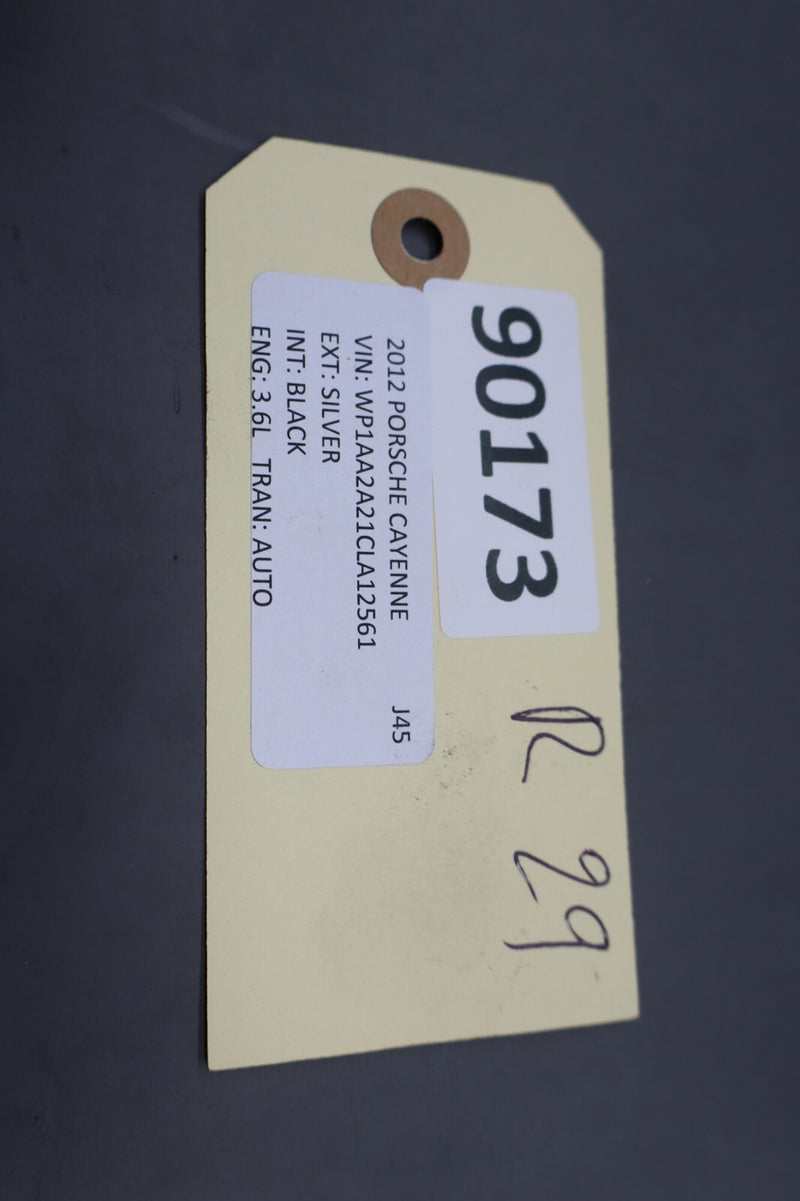 90173
R 29
2012 PORSCHE CAYENNE J45
VIN: WP1AA2A21CLA12561
EXT: SILVER
INT: BLACK
ENG: 3.6L TRAN: AUTO